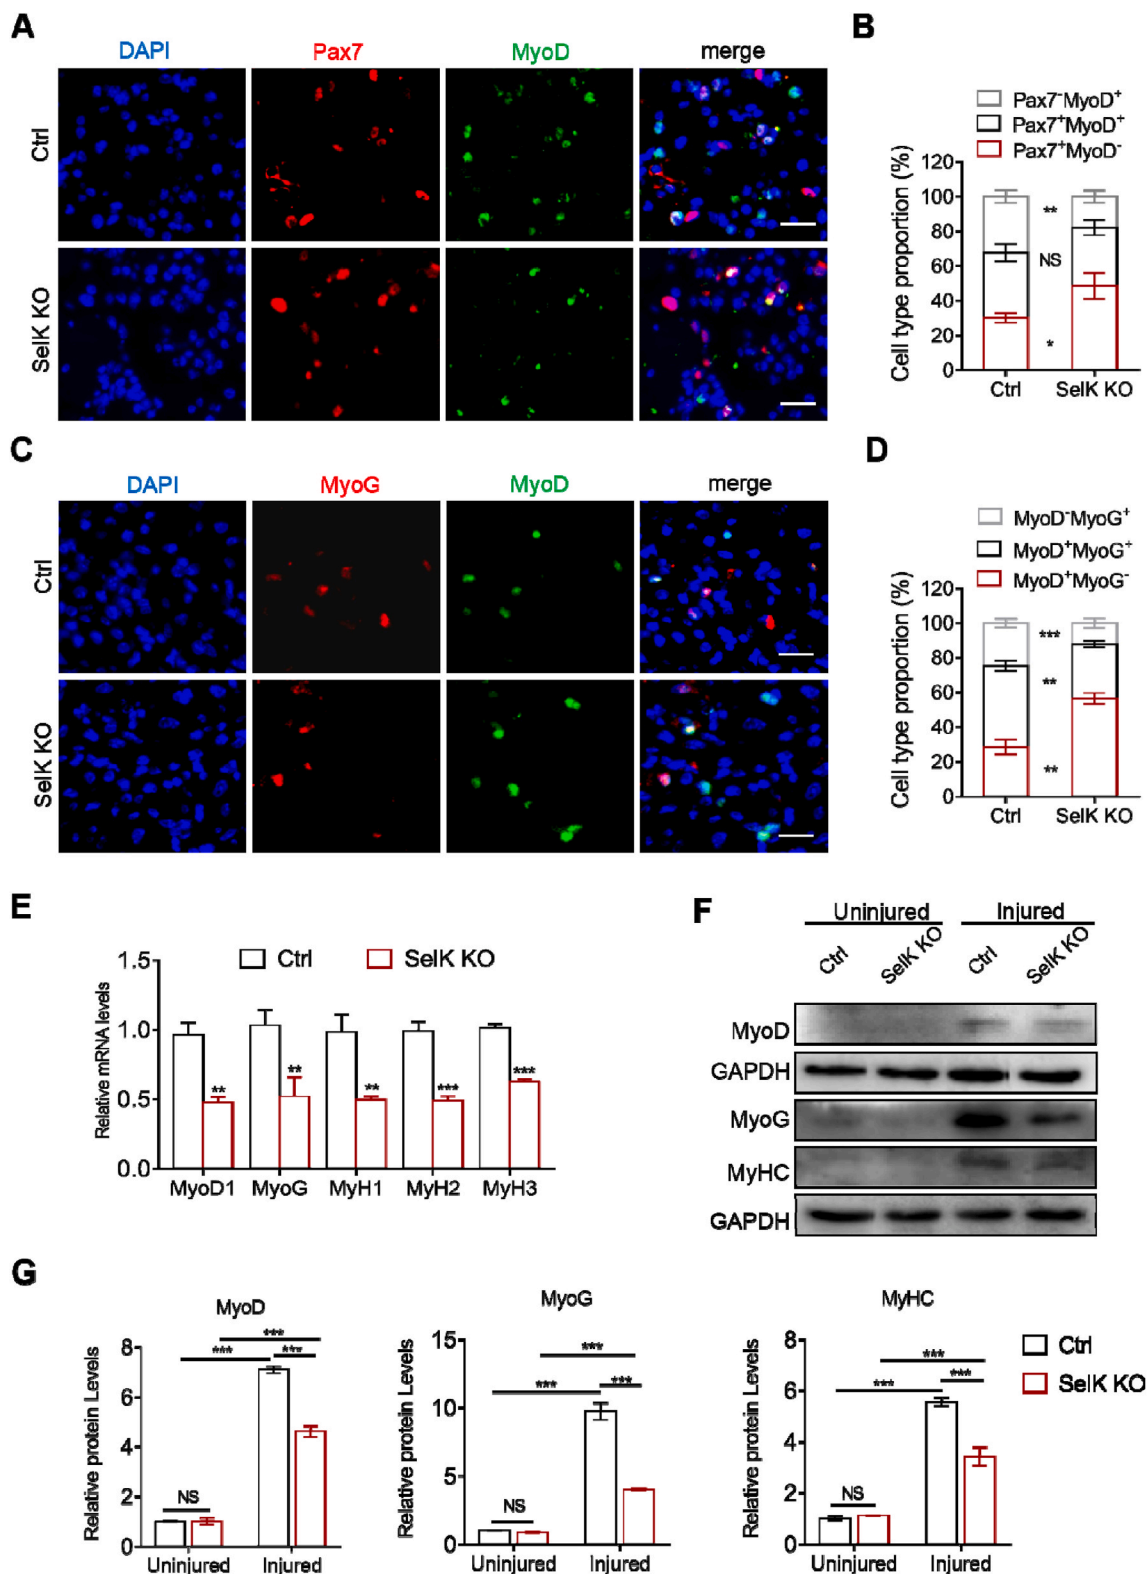 A
DAPI Pax7 MyoD merge
Ctrl
SelK KO
B
Pax7⁻MyoD⁺
Pax7⁺MyoD⁺
Pax7⁺MyoD⁻
Cell type proportion (%)
120
100
80
60
40
20
0
**
NS
*
Ctrl SelK KO
C
DAPI MyoG MyoD merge
Ctrl
SelK KO
D
MyoD⁻MyoG⁺
MyoD⁺MyoG⁺
MyoD⁺MyoG⁻
Cell type proportion (%)
120
100
80
60
40
20
0
***
**
**
Ctrl SelK KO
E
Ctrl SelK KO
Relative mRNA levels
1.5
1.0
0.5
0.0
** ** ** *** ***
MyoD1 MyoG MyH1 MyH2 MyH3
F
Uninjured Injured
Ctrl SelK KO Ctrl SelK KO
MyoD
GAPDH
MyoG
MyHC
GAPDH
G
MyoD
Relative protein Levels
8
6
4
2
0
***
*** ***
NS
Uninjured Injured
MyoG
Relative protein Levels
15
10
5
0
***
*** ***
NS
Uninjured Injured
MyHC
Relative protein Levels
8
6
4
2
0
***
*** ***
NS
Uninjured Injured
Ctrl
SelK KO